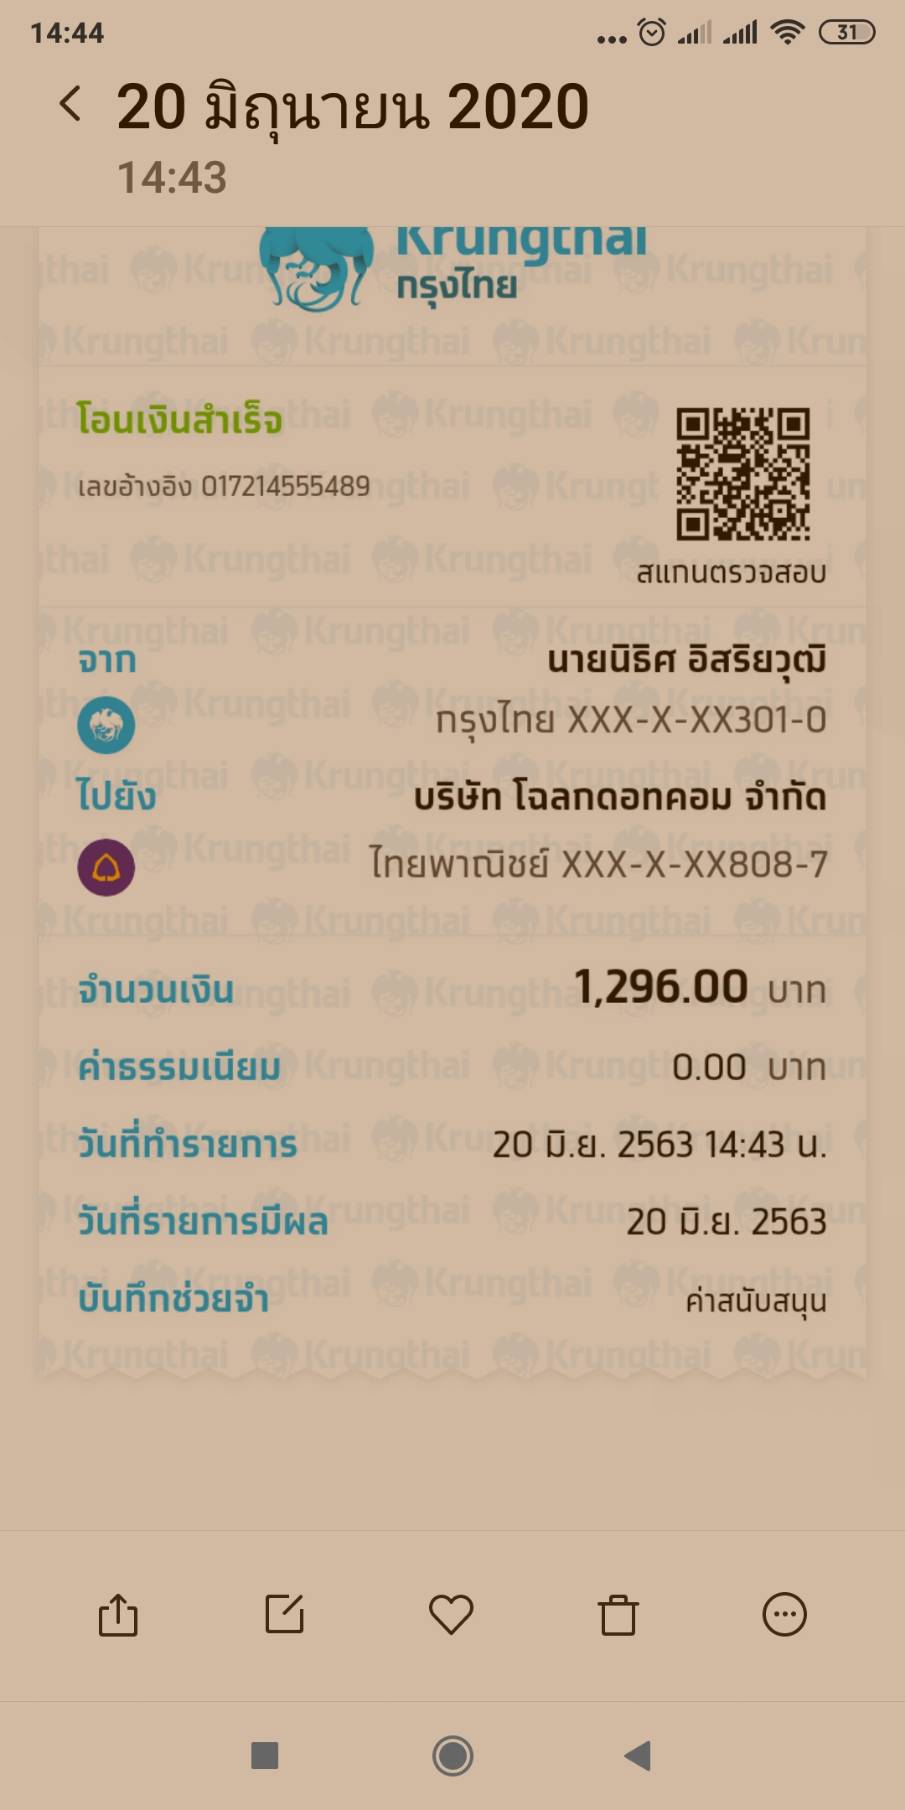 14:44
31
20 มิถุนายน 2020
14:43
Krungthai
กรุงไทย
โอนเงินสำเร็จ
เลขอ้างอิง 017214555489
สแกนตรวจสอบ
จาก
นายนิธิศ อิสริยวุฒิ
กรุงไทย XXX-X-XX301-0
ไปยัง
บริษัท โฉลกดอทคอม จำกัด
ไทยพาณิชย์ XXX-X-XX808-7
จำนวนเงิน 1,296.00 บาท
ค่าธรรมเนียม 0.00 บาท
วันที่ทำรายการ 20 มิ.ย. 2563 14:43 น.
วันที่รายการมีผล 20 มิ.ย. 2563
บันทึกช่วยจำ ค่าสนับสนุน